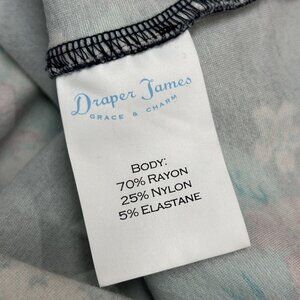 Draper James
GRACE & CHARM
BODY:
70% RAYON
25% NYLON
5% ELASTANE